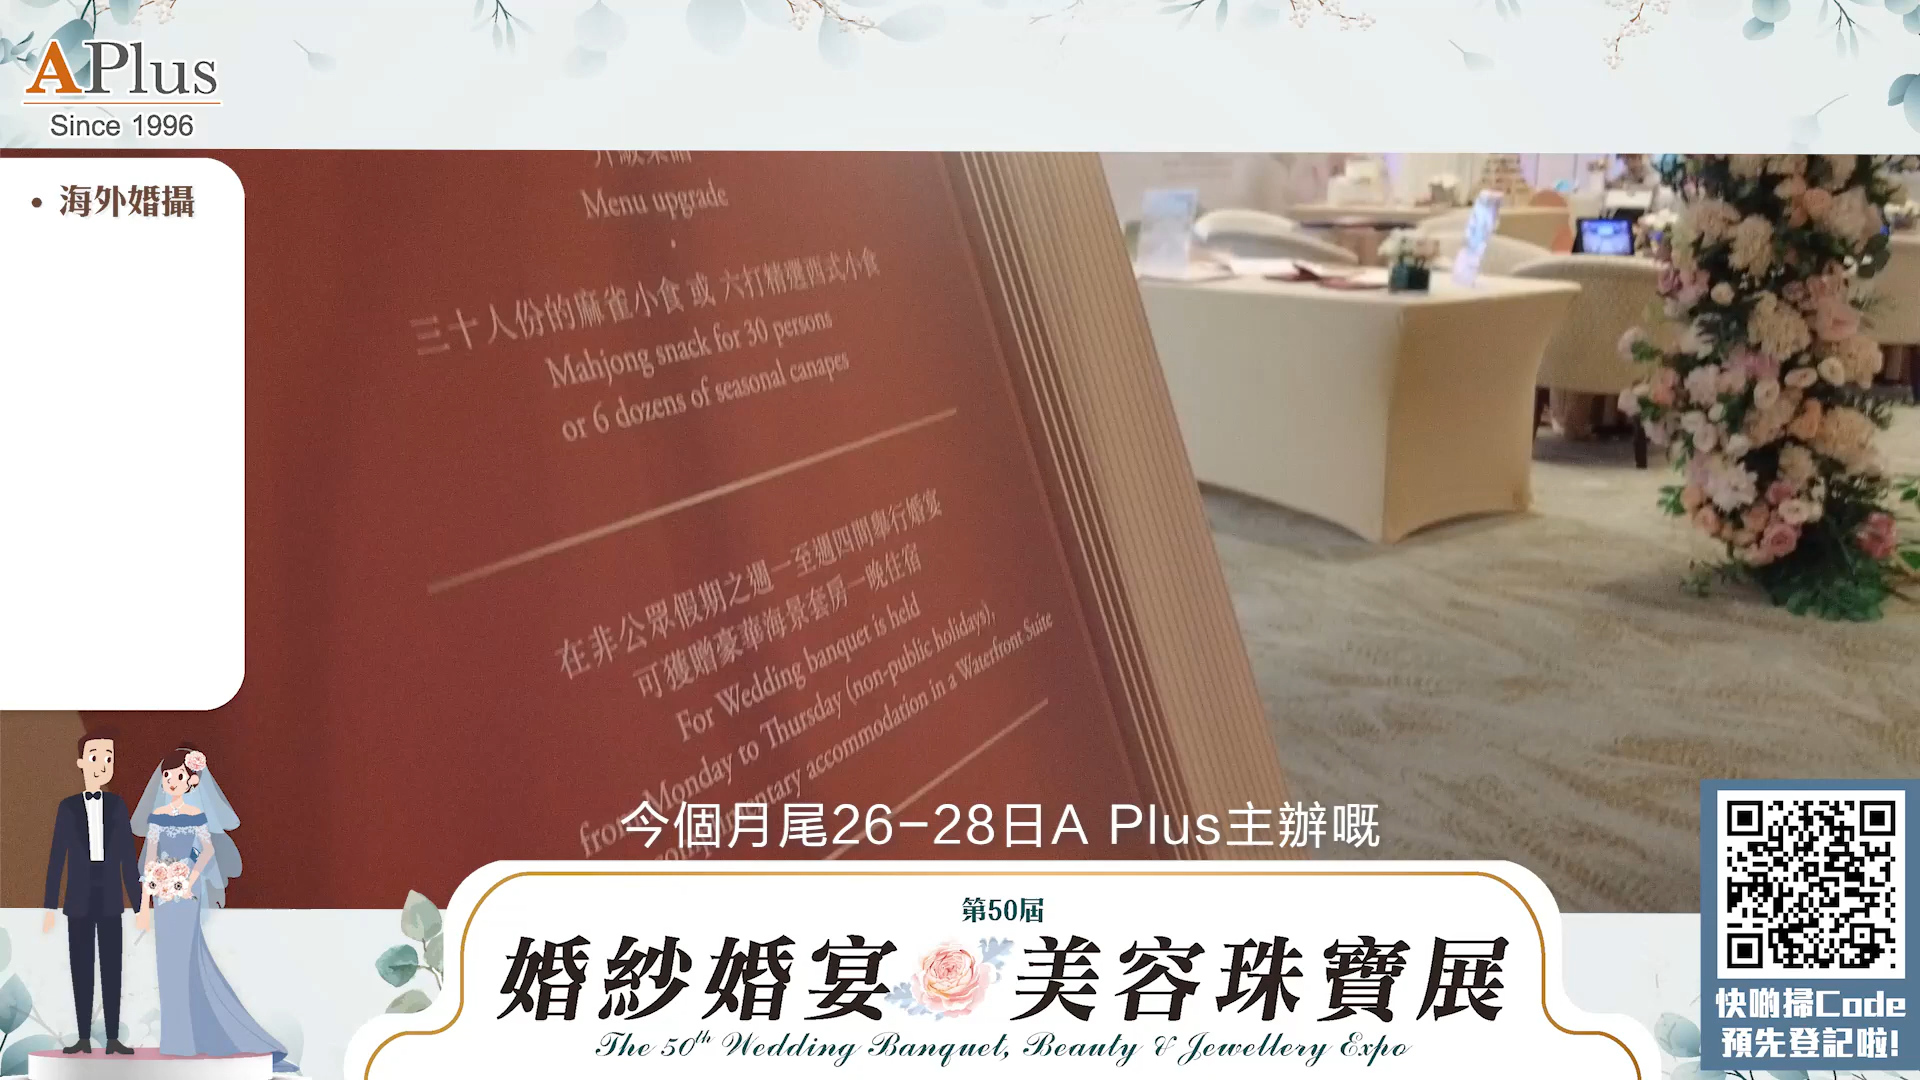 APlus
Since 1996
• 海外婚攝
Menu upgrade
三十人份的麻雀小食 或 六打精選西式小食
Mahjong snack for 30 persons
or 6 dozens of seasonal canapes
在非公眾假期之週一至週四間舉行婚宴
可獲贈豪華海景套房一晚住宿
For Wedding banquet is held
from Monday to Thursday (non-public holidays),
accommodation in a Waterfront Suite
今個月尾26-28日A Plus主辦嘅
第50屆
婚紗婚宴美容珠寶展
The 50th Wedding Banquet, Beauty & Jewellery Expo
快啲掃Code
預先登記啦!